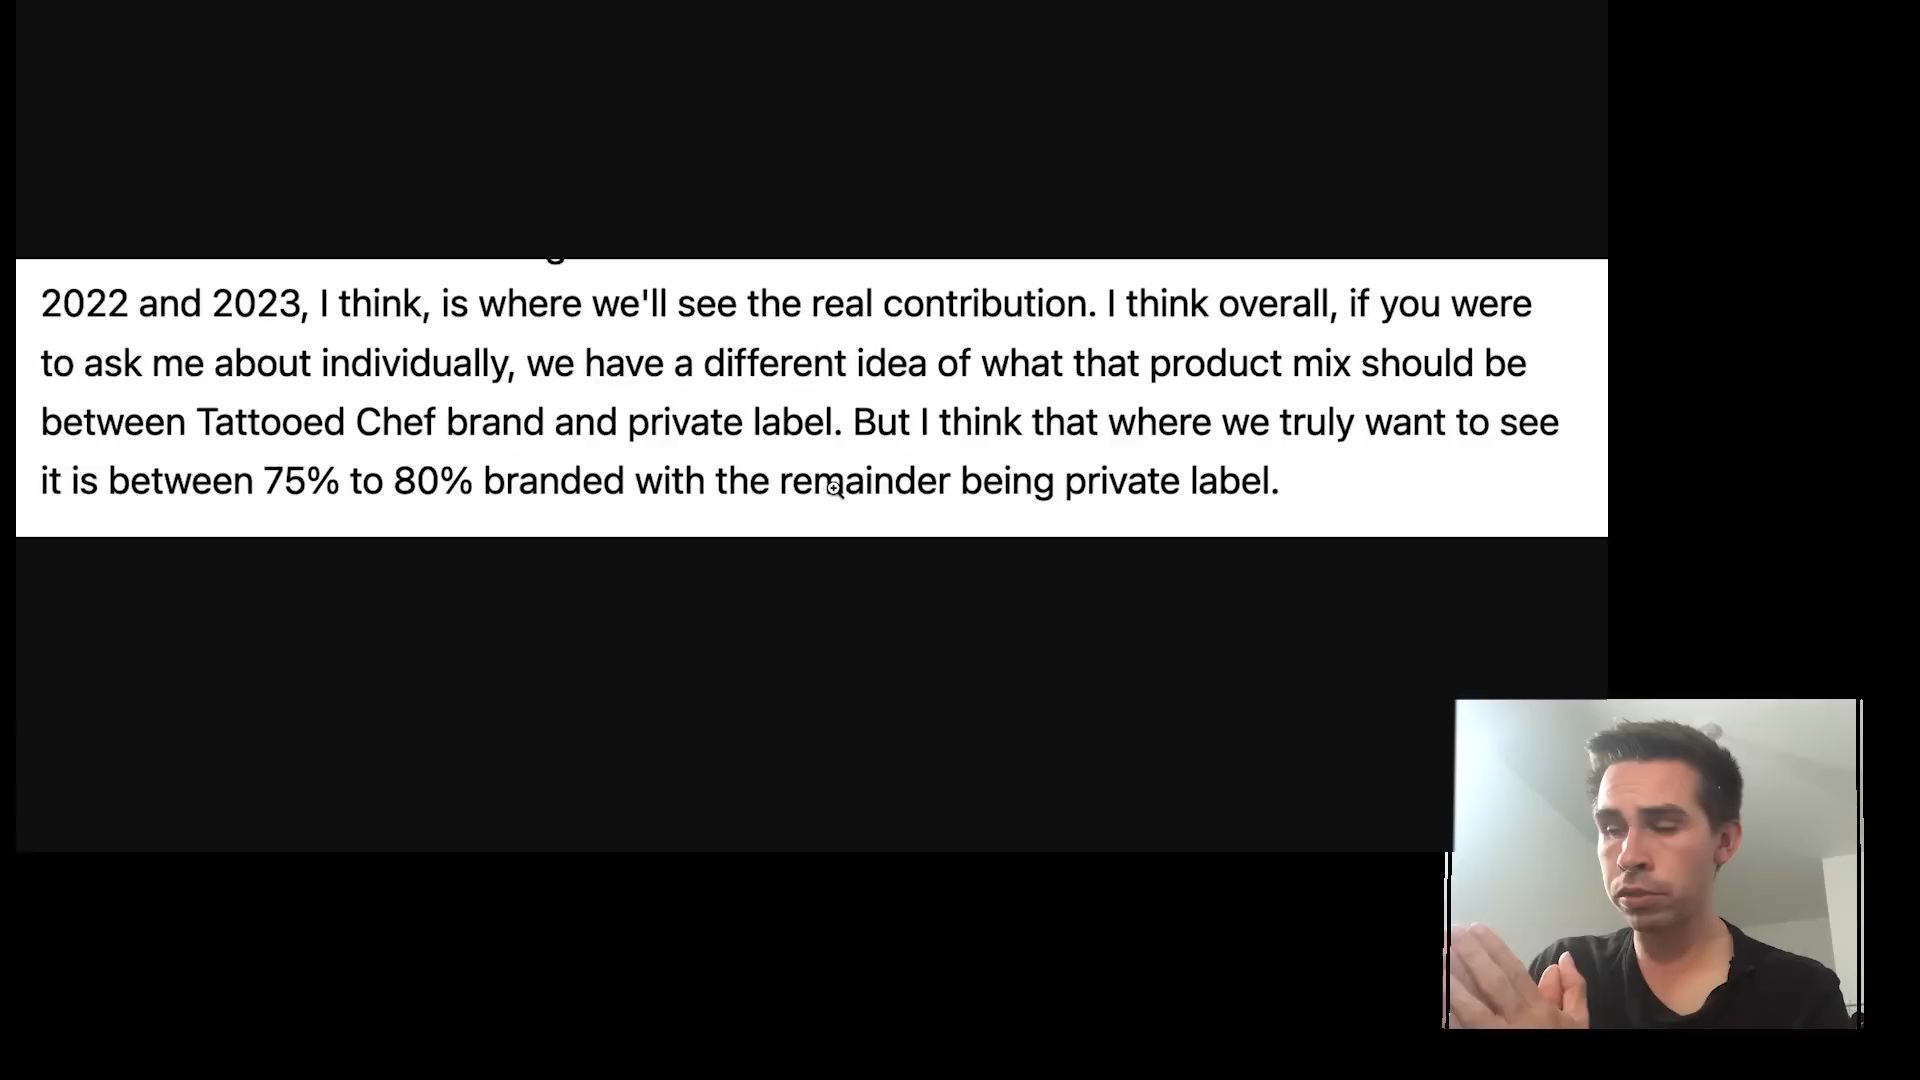 2022 and 2023, I think, is where we'll see the real contribution. I think overall, if you were
to ask me about individually, we have a different idea of what that product mix should be
between Tattooed Chef brand and private label. But I think that where we truly want to see
it is between 75% to 80% branded with the remainder being private label.